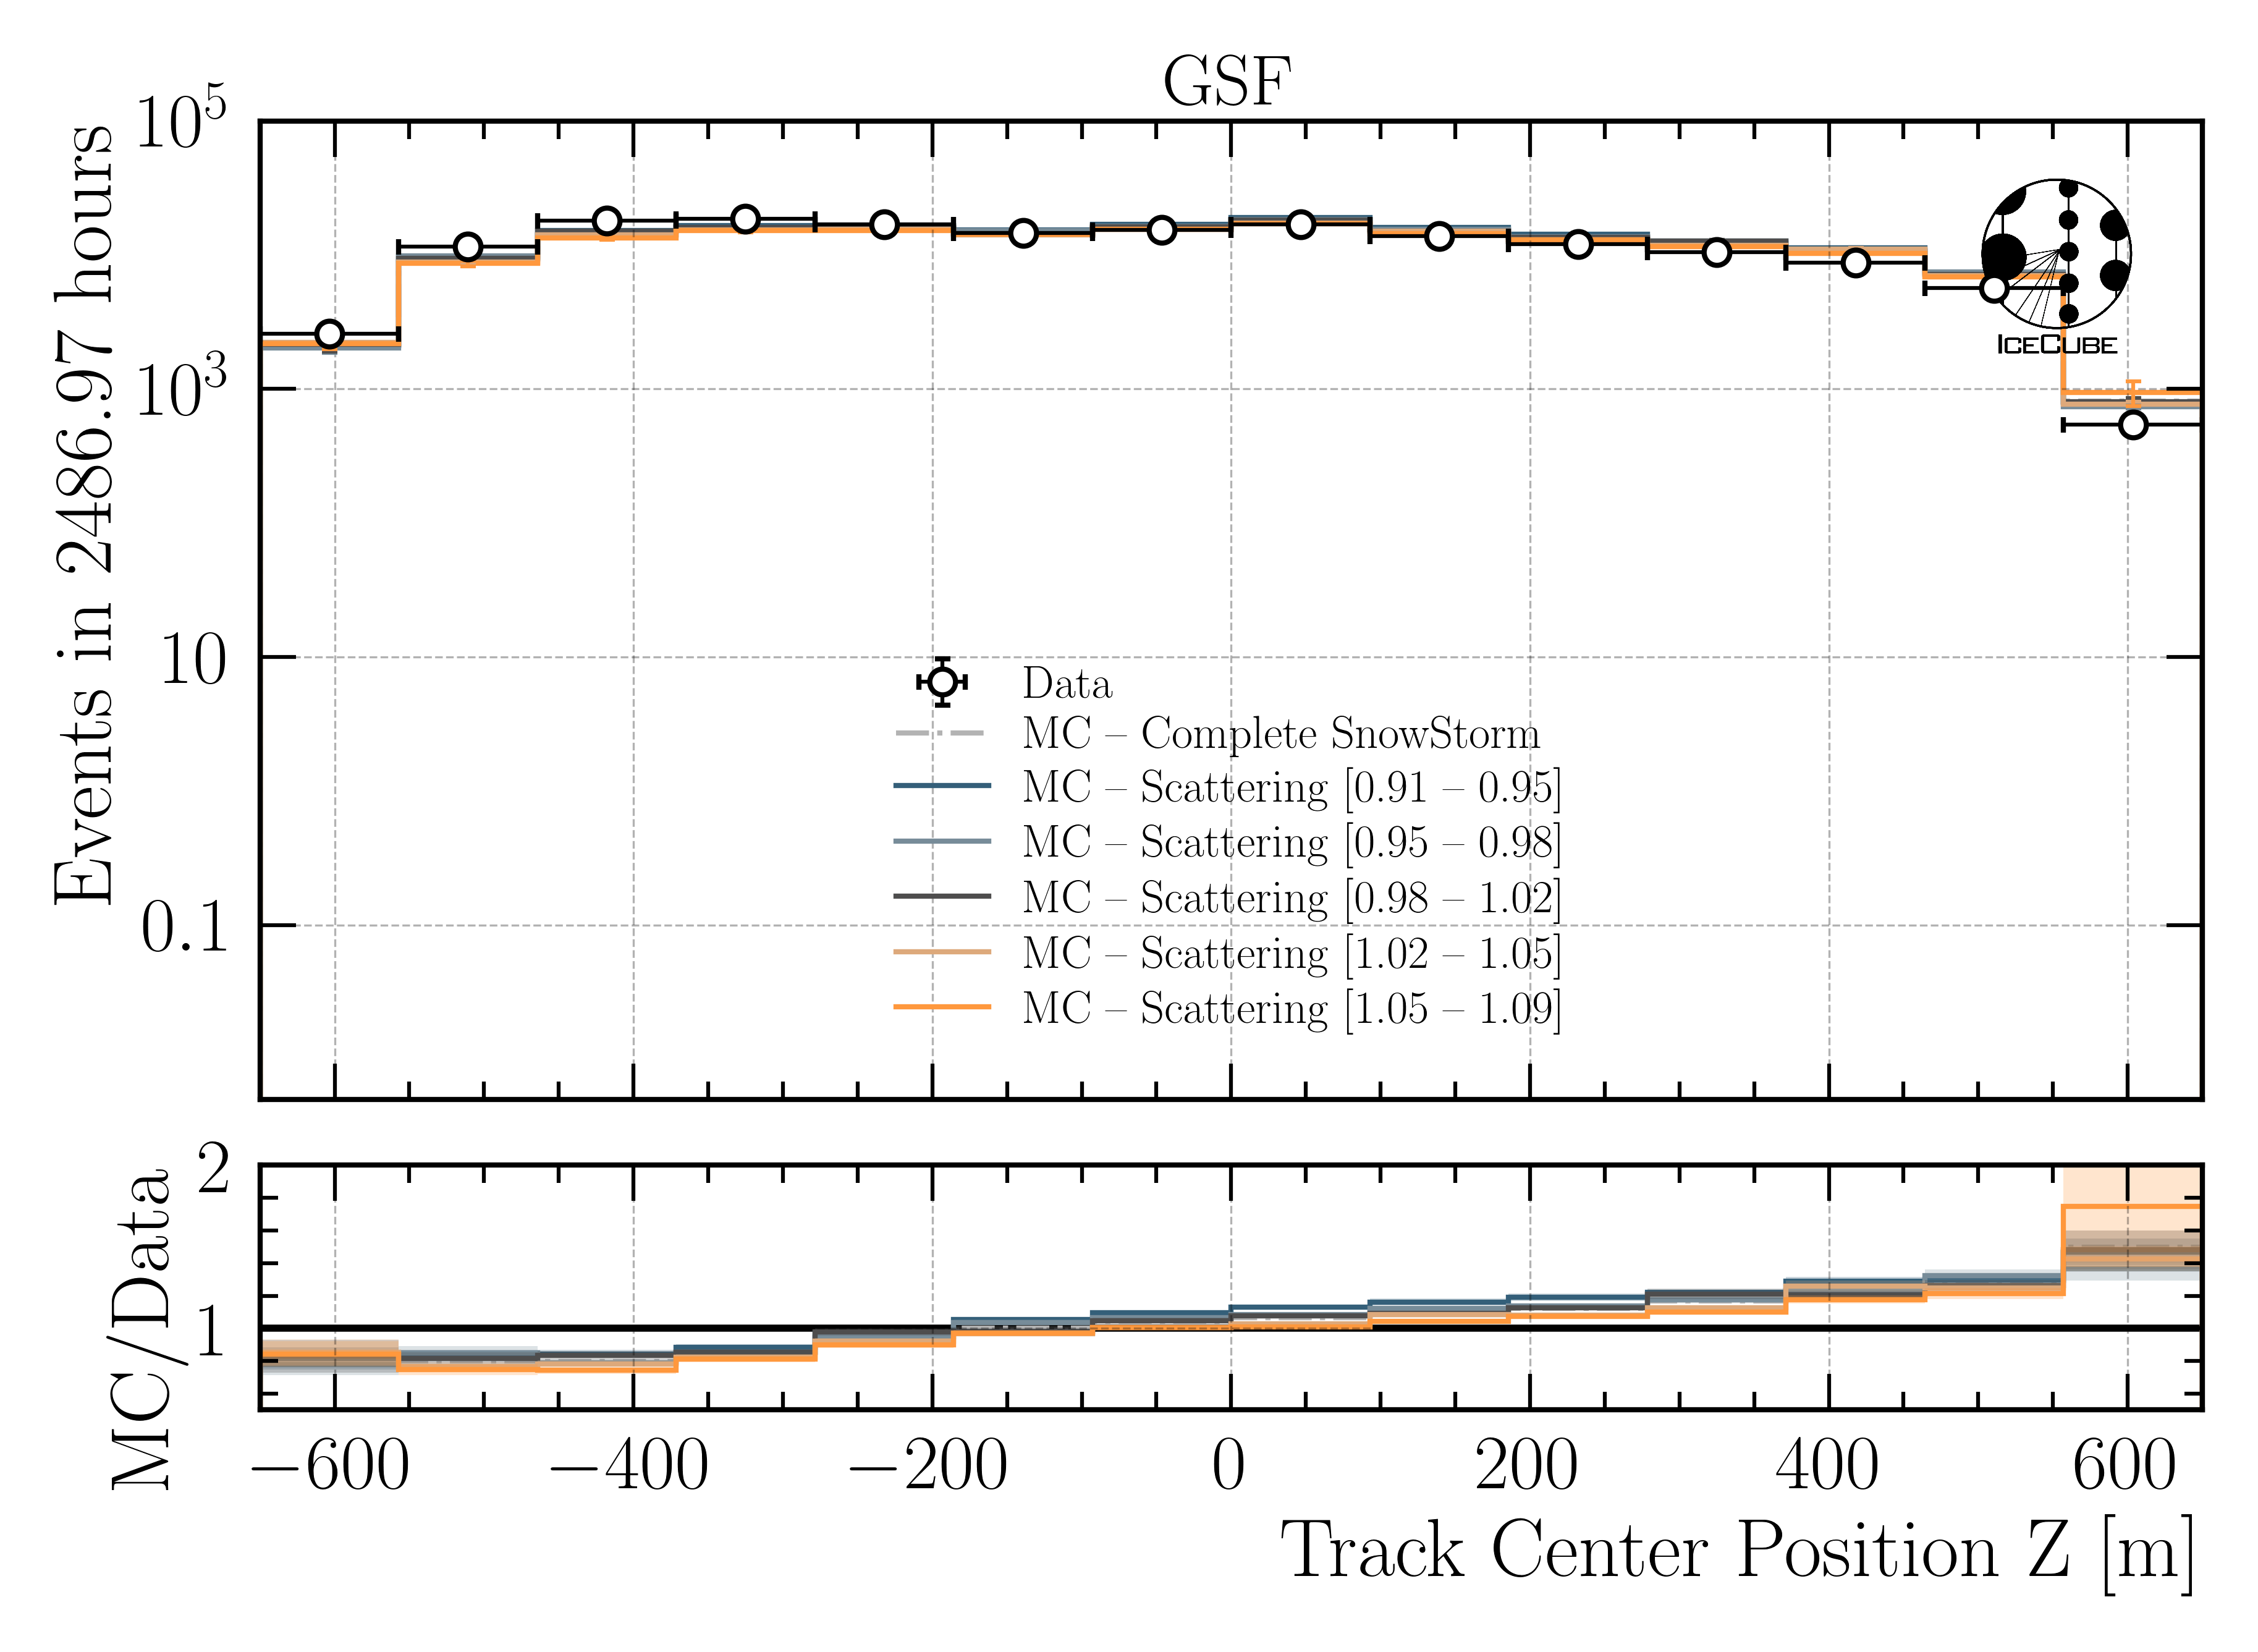 GSF
Events in 2486.97 hours
10^5
10^3
10
0.1
IceCube
Data
MC – Complete SnowStorm
MC – Scattering [0.91 – 0.95]
MC – Scattering [0.95 – 0.98]
MC – Scattering [0.98 – 1.02]
MC – Scattering [1.02 – 1.05]
MC – Scattering [1.05 – 1.09]
MC/Data
2
1
−600 −400 −200 0 200 400 600
Track Center Position Z [m]